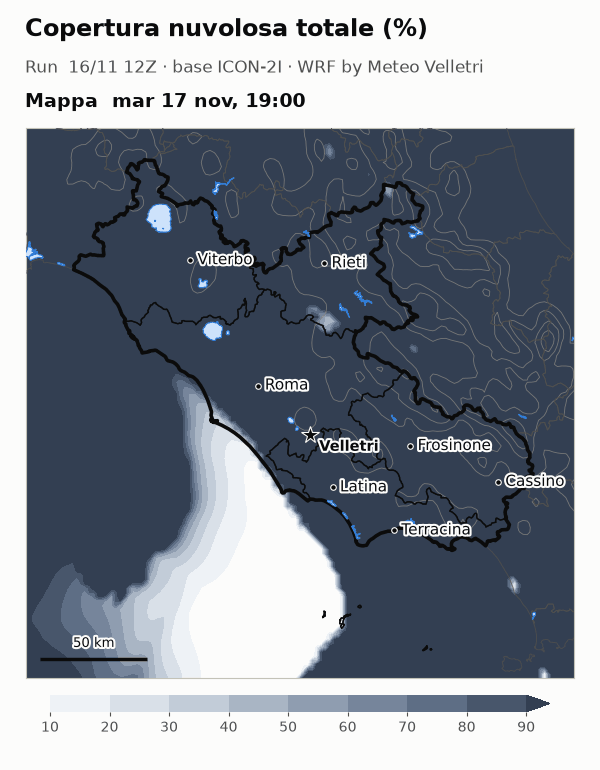 Copertura nuvolosa totale (%)
Run 16/11 12Z · base ICON-2I · WRF by Meteo Velletri
Mappa mar 17 nov, 19:00
Viterbo
Rieti
Roma
Velletri
Frosinone
Cassino
Latina
Terracina
50 km
10 20 30 40 50 60 70 80 90